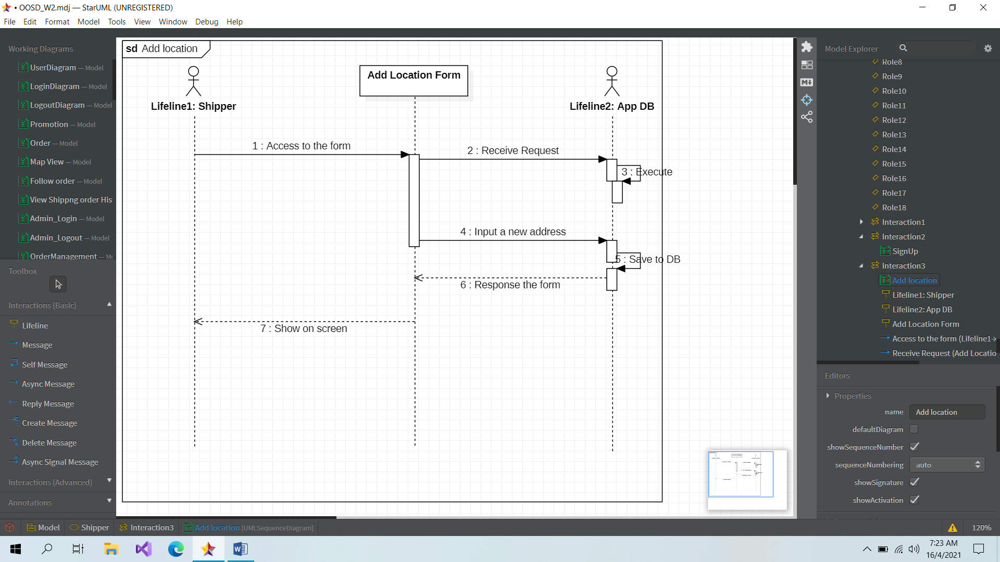 • OOSD_W2.mdj — StarUML (UNREGISTERED)
File Edit Format Model Tools View Window Debug Help
Working Diagrams
UserDiagram — Model
LoginDiagram — Model
LogoutDiagram — Model
Promotion — Model
Order — Model
Map View — Model
Follow order — Model
View Shippng order His
Admin_Login — Model
Admin_Logout — Model
OrderManagement — Mo
Toolbox
Interactions (Basic)
Lifeline
Message
Self Message
Async Message
Reply Message
Create Message
Delete Message
Async Signal Message
Interactions (Advanced)
Annotations
sd Add location
Lifeline1: Shipper
Add Location Form
Lifeline2: App DB
1 : Access to the form
2 : Receive Request
3 : Execute
4 : Input a new address
5 : Save to DB
6 : Response the form
7 : Show on screen
Model Explorer
Role8
Role9
Role10
Role11
Role12
Role13
Role14
Role15
Role16
Role17
Role18
Interaction1
Interaction2
SignUp
Interaction3
Add location
Lifeline1: Shipper
Lifeline2: App DB
Add Location Form
Access to the form (Lifeline1→
Receive Request (Add Locatio
Editors
Properties
name Add location
defaultDiagram
showSequenceNumber
sequenceNumbering auto
showSignature
showActivation
Model Shipper Interaction3 Add location [UMLSequenceDiagram]
120%
7:23 AM
16/4/2021